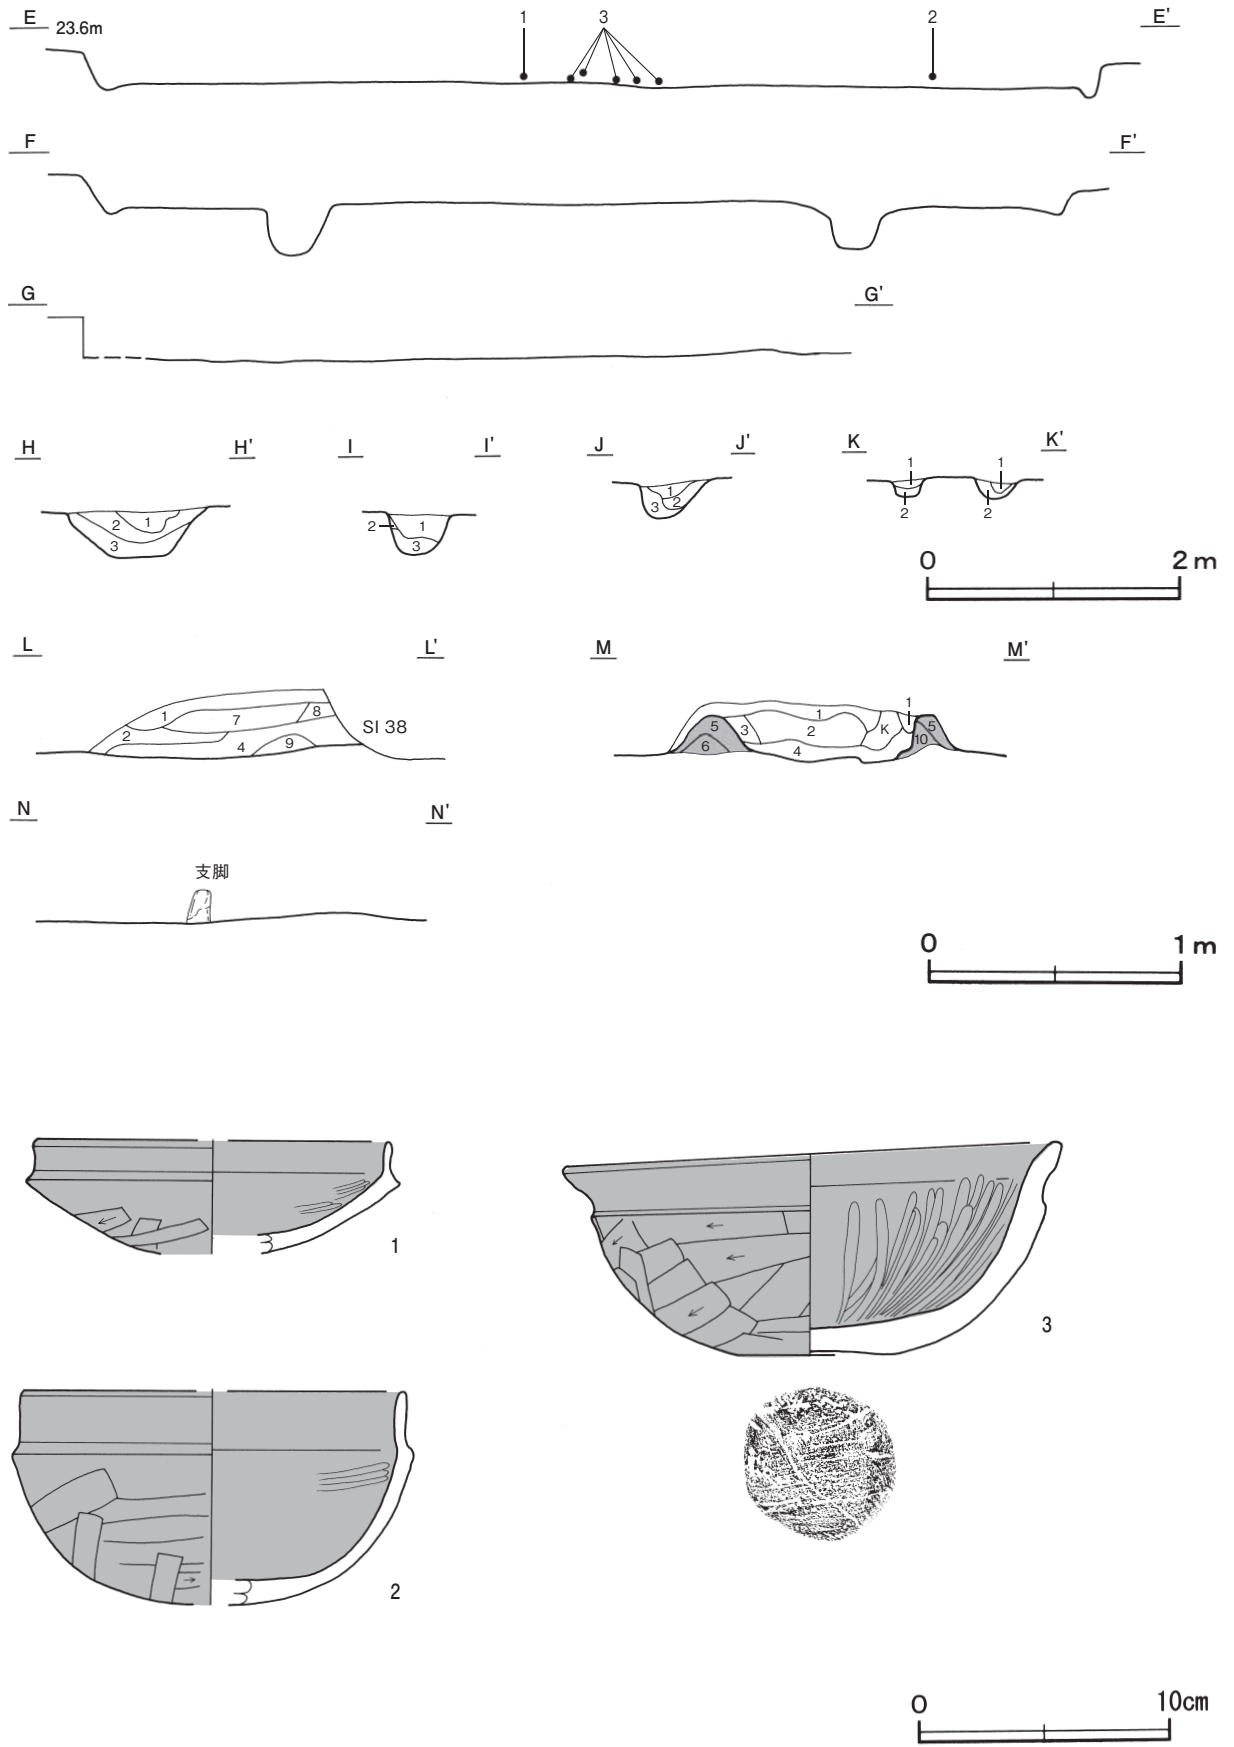 E 23.6m 1 3 2 E'
F F'
G G'
H H' I I' J J' K K'
1 1
1 2 3
2 2
2 1 3
2 1 3
0 2m
L L' M M'
1 7 8 2 4 9 SI 38
1 1 5 3 2 K 5 6 4 10
N N'
支脚
0 1m
1
3
2
0 10cm